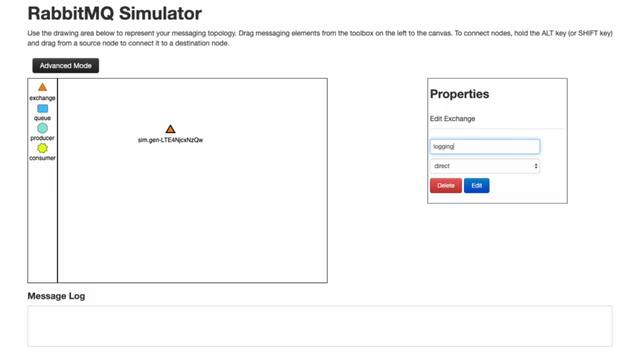 RabbitMQ Simulator
Use the drawing area below to represent your messaging topology. Drag messaging elements from the toolbox on the left to the canvas. To connect nodes, hold the ALT key (or SHIFT key)
and drag from a source node to connect it to a destination node.
Advanced Mode
exchange
queue
producer
consumer
sim.gen-LTE4NjcxNzQw
Properties
Edit Exchange
logging
direct
Delete
Edit
Message Log